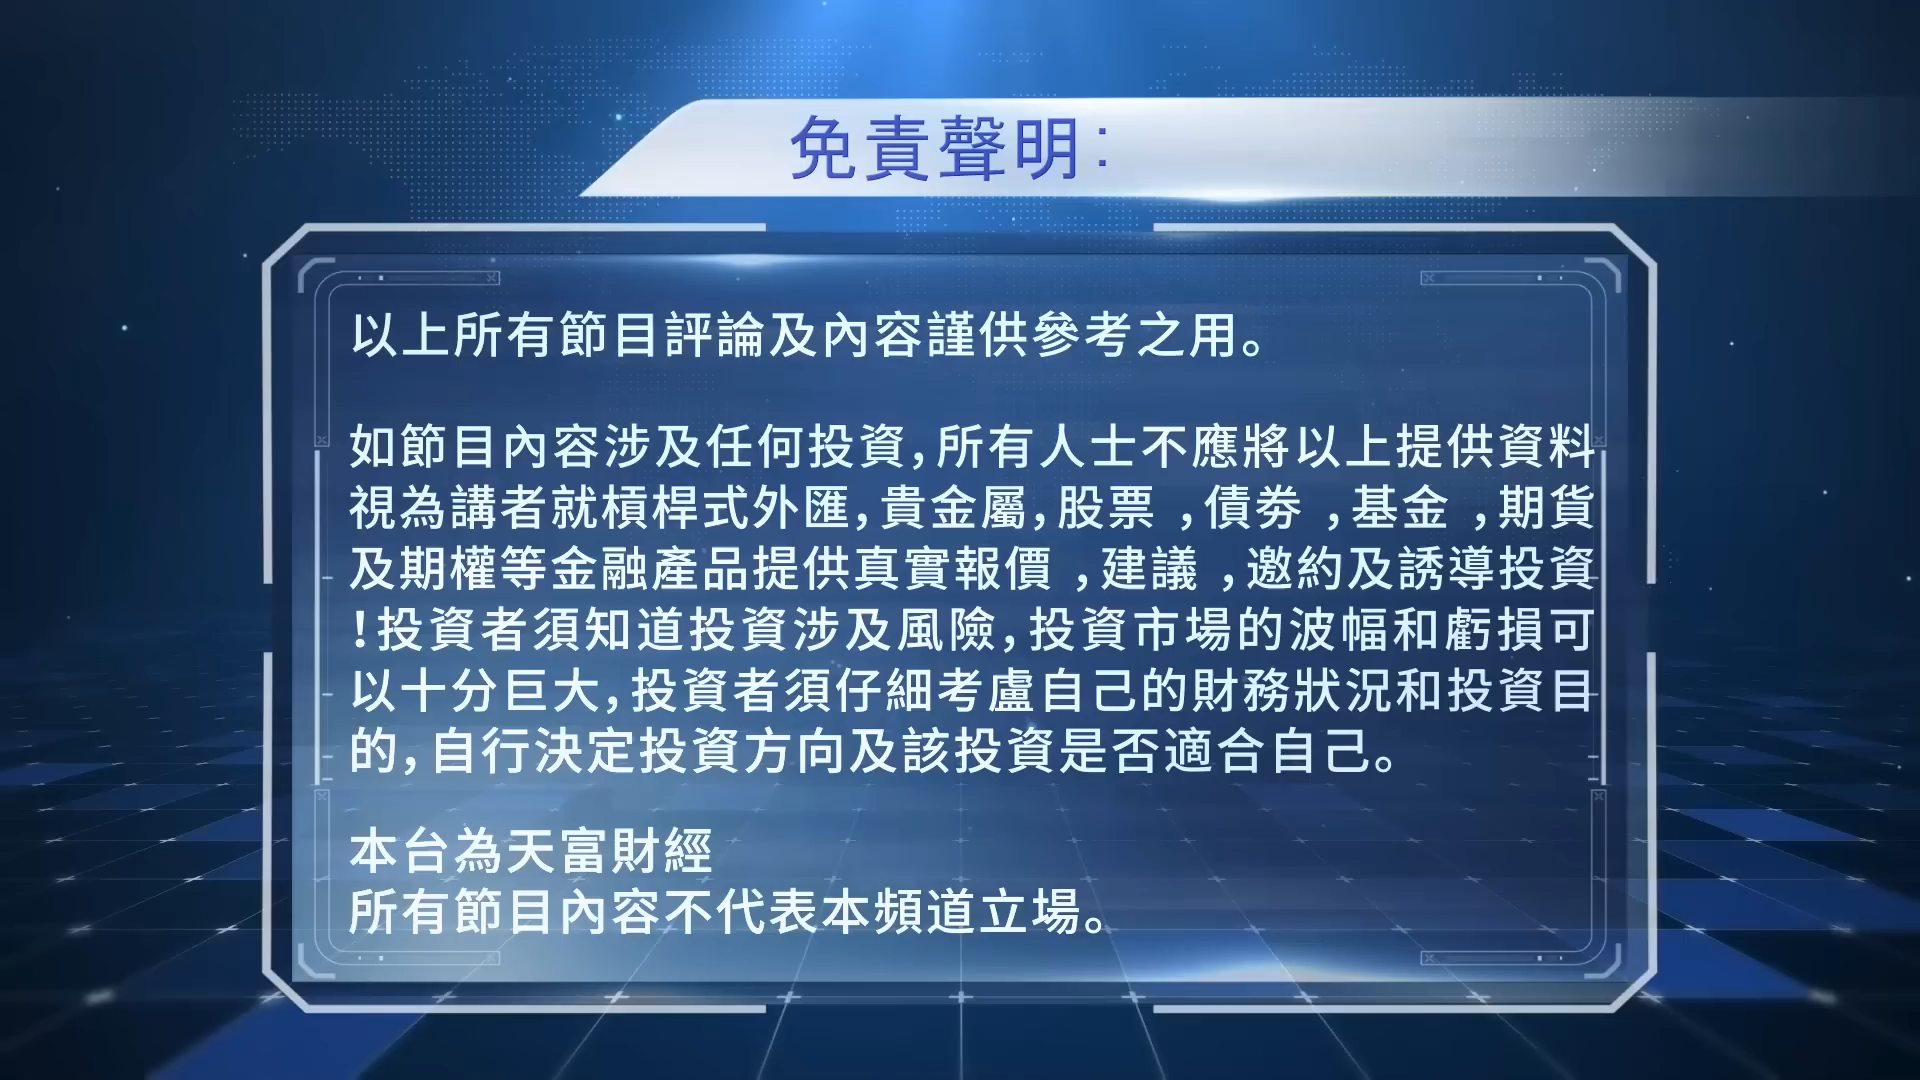 免責聲明：
以上所有節目評論及內容謹供參考之用。
如節目內容涉及任何投資，所有人士不應將以上提供資料
視為講者就槓桿式外匯，貴金屬，股票 ，債券 ，基金 ，期貨
及期權等金融產品提供真實報價 ，建議 ，邀約及誘導投資
！投資者須知道投資涉及風險，投資市場的波幅和虧損可
以十分巨大，投資者須仔細考盧自己的財務狀況和投資目
的，自行決定投資方向及該投資是否適合自己。
本台為天富財經
所有節目內容不代表本頻道立場。